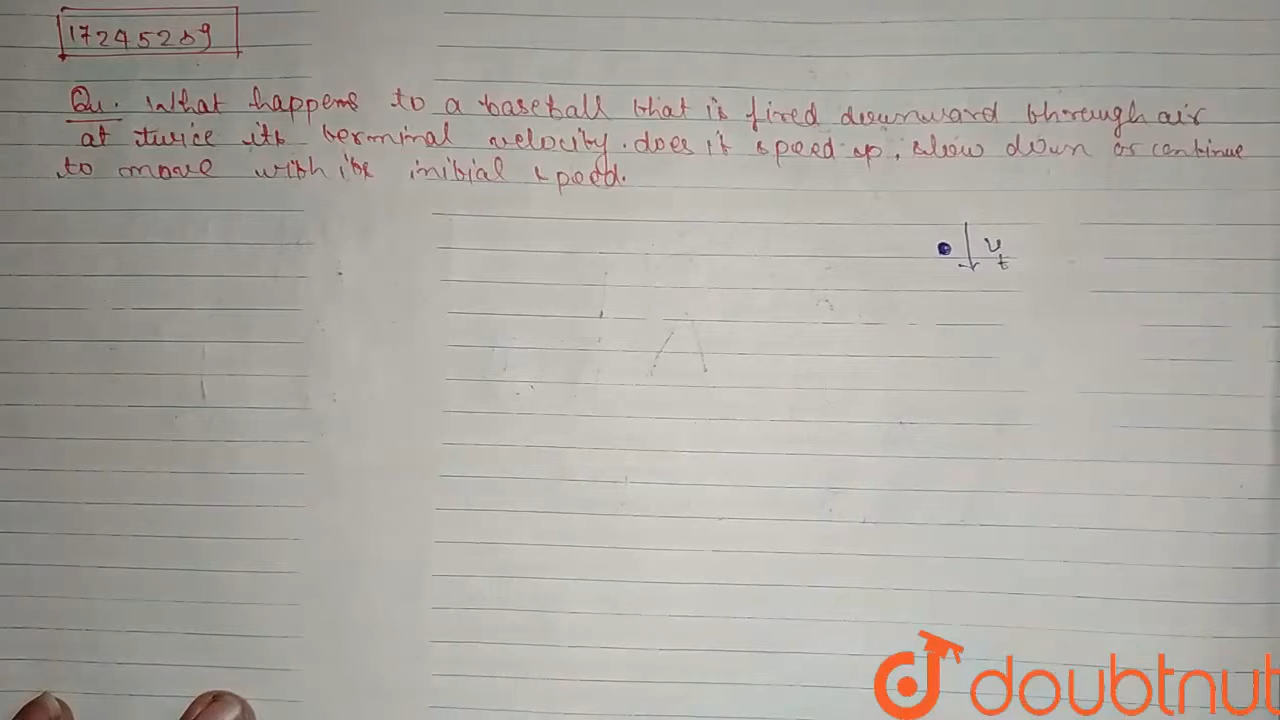 17245209
Qu. What happens to a baseball that is fired downward through air
at twice its terminal velocity. does it speed up, slow down or continue
to move with its initial speed.
v
t
doubtnut